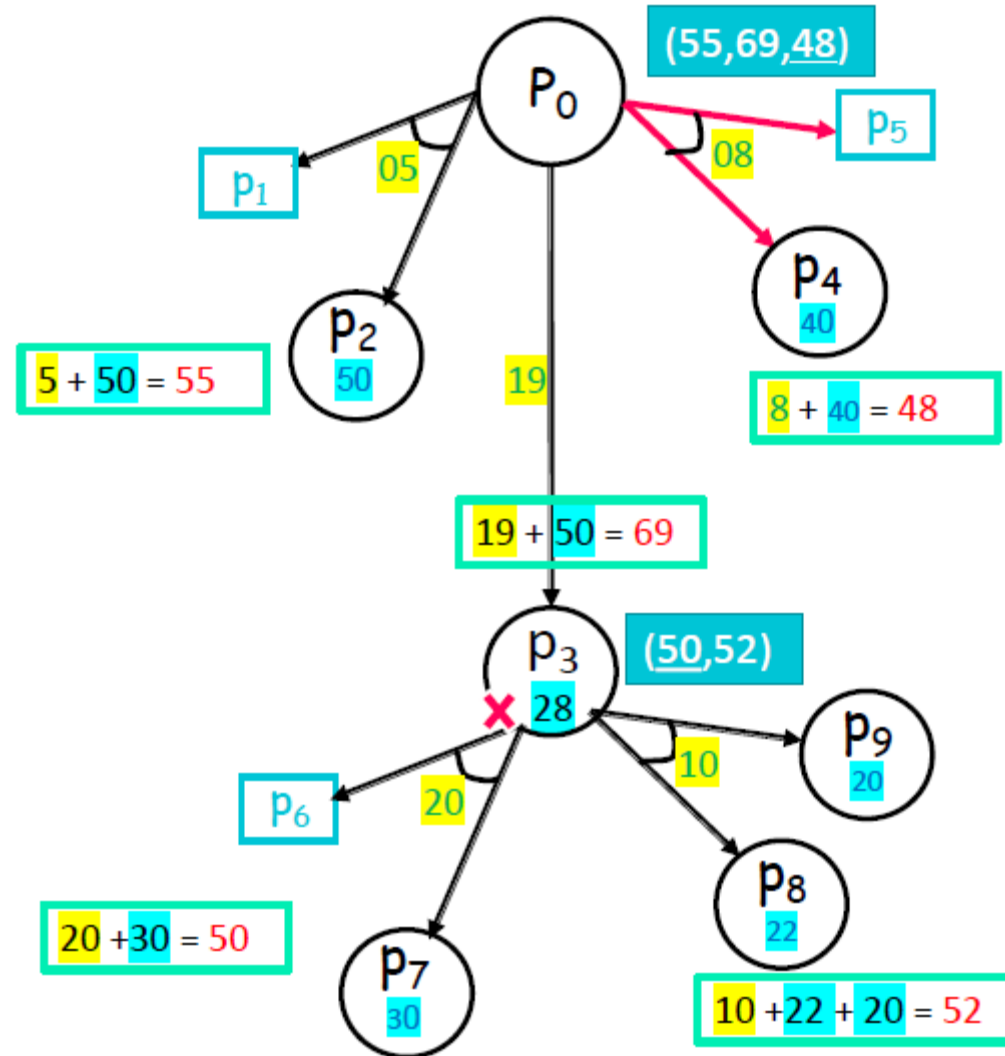 P₀
(55,69,48)
p₁
05
08
p₅
p₂
50
p₄
40
5 + 50 = 55
19
8 + 40 = 48
19 + 50 = 69
p₃
28
(50,52)
p₆
20
10
p₉
20
p₈
22
20 +30 = 50
p₇
30
10 +22 + 20 = 52